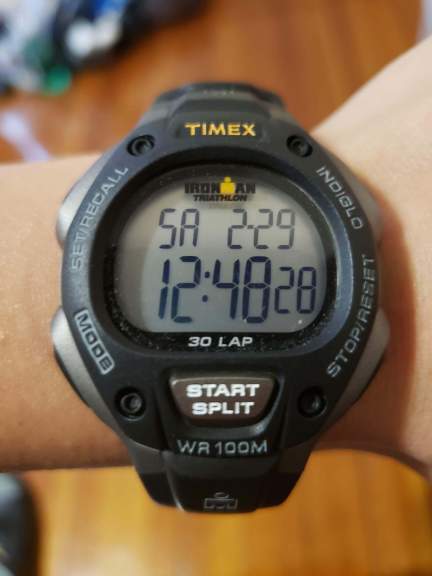 TIMEX
SET/RECALL
INDIGLO
IRONMAN
TRIATHLON
SA 2-29
12:48 28
MODE
STOP/RESET
30 LAP
START
SPLIT
WR 100M